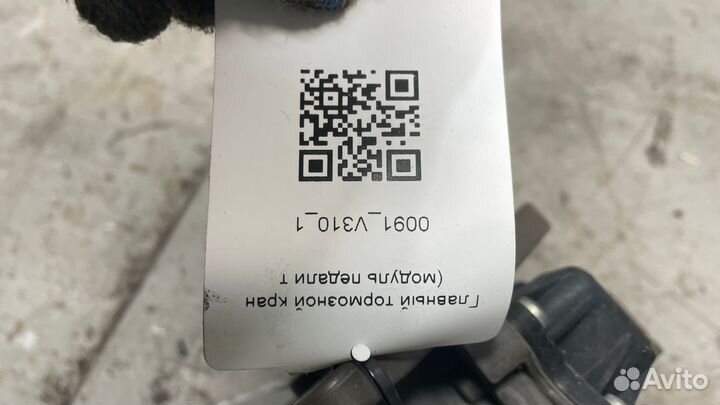 Главный тормозной кран
(модуль педали т
0091_V310_1
Avito